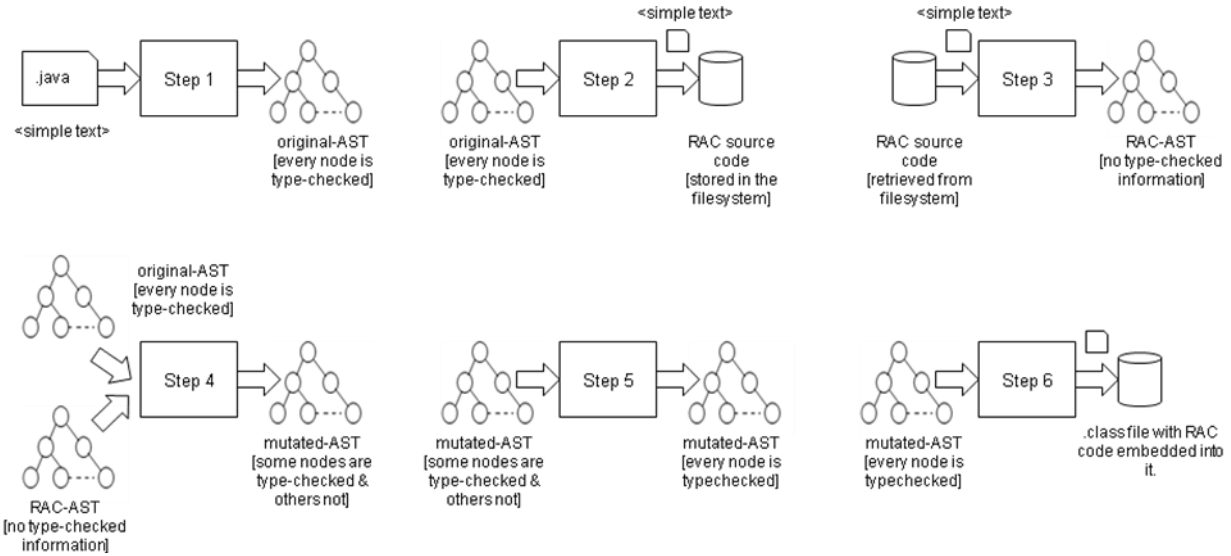 <simple text>
<simple text>
.java
Step 1
Step 2
Step 3
<simple text>
original-AST
[every node is
type-checked]
original-AST
[every node is
type-checked]
RAC source
code
[stored in the
filesystem]
RAC source
code
[retrieved from
filesystem]
RAC-AST
[no type-checked
information]
original-AST
[every node is
type-checked]
Step 4
Step 5
Step 6
RAC-AST
[no type-checked
information]
mutated-AST
[some nodes are
type-checked &
others not]
mutated-AST
[some nodes are
type-checked &
others not]
mutated-AST
[every node is
typechecked]
mutated-AST
[every node is
typechecked]
.class file with RAC
code embedded into
it.